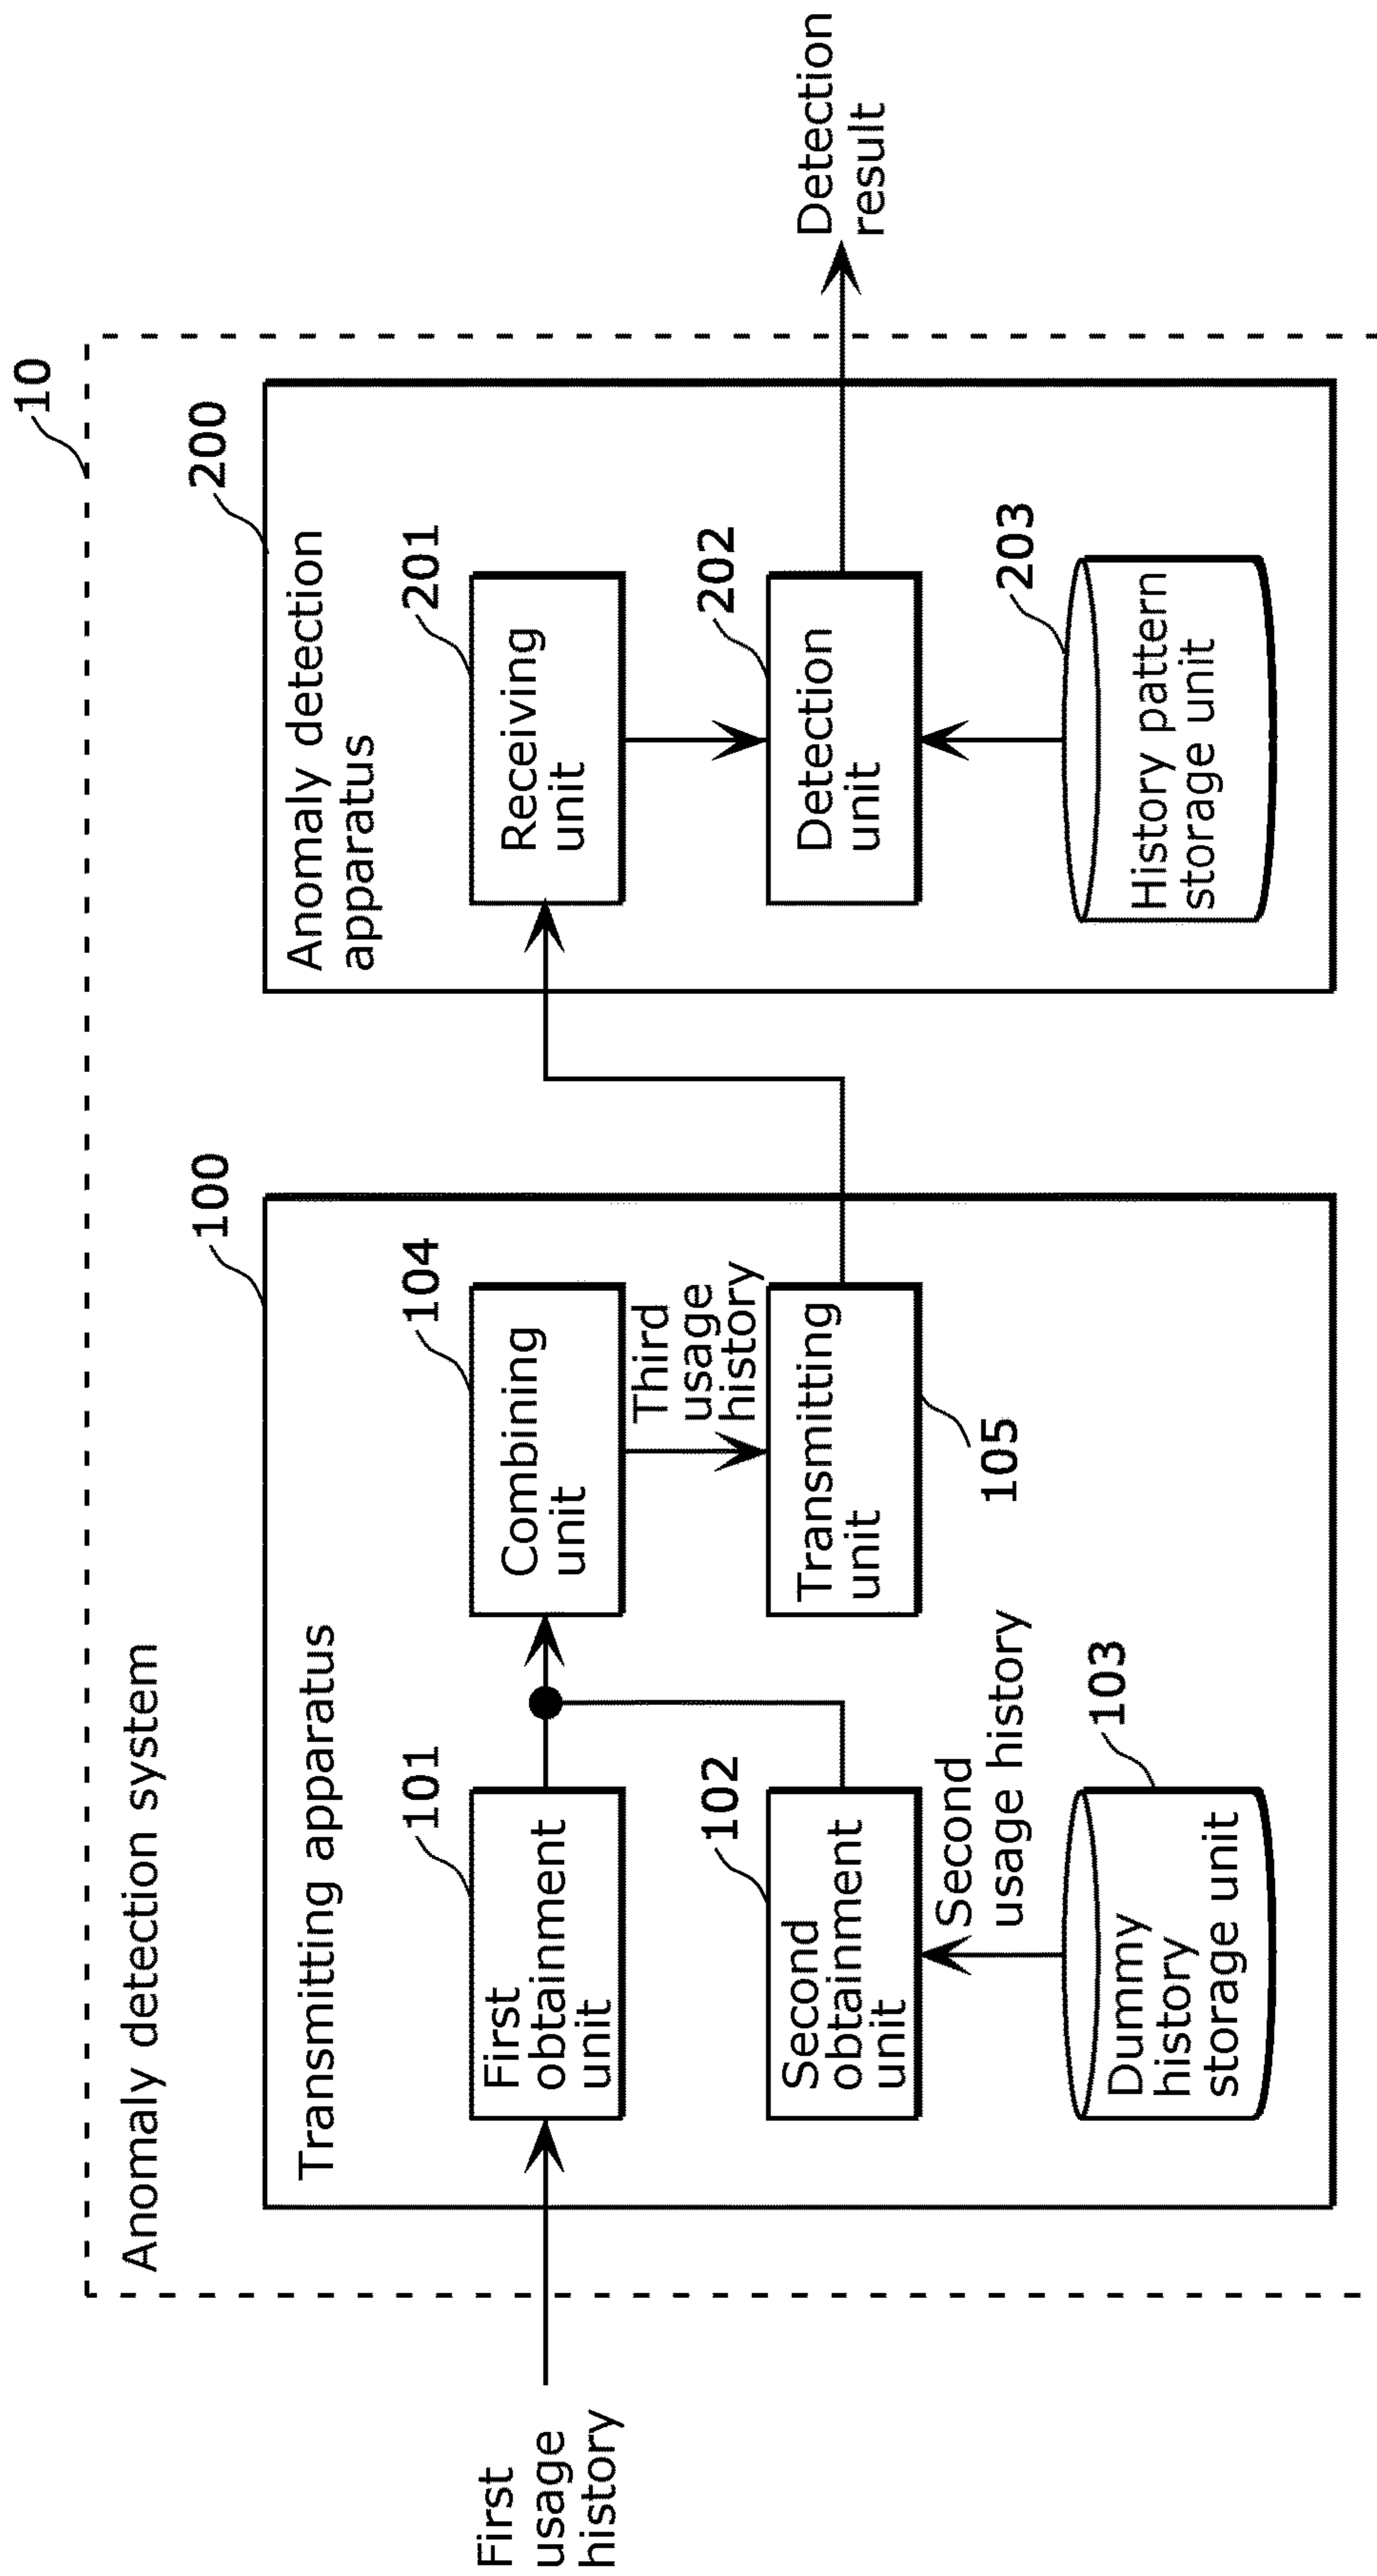 10
Anomaly detection system
100
Transmitting apparatus
First
usage
history
101
First
obtainment
unit
104
Combining
unit
Third
usage
history
102
Second
obtainment
unit
Transmitting
unit
105
Second
usage history
103
Dummy
history
storage unit
200
Anomaly detection
apparatus
201
Receiving
unit
202
Detection
unit
Detection
result
203
History pattern
storage unit